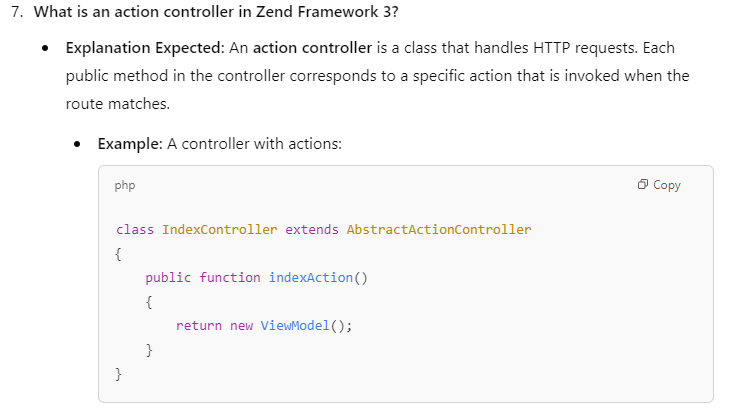 7. What is an action controller in Zend Framework 3?
• Explanation Expected: An action controller is a class that handles HTTP requests. Each
public method in the controller corresponds to a specific action that is invoked when the
route matches.
• Example: A controller with actions:
php Copy
class IndexController extends AbstractActionController
{
    public function indexAction()
    {
        return new ViewModel();
    }
}